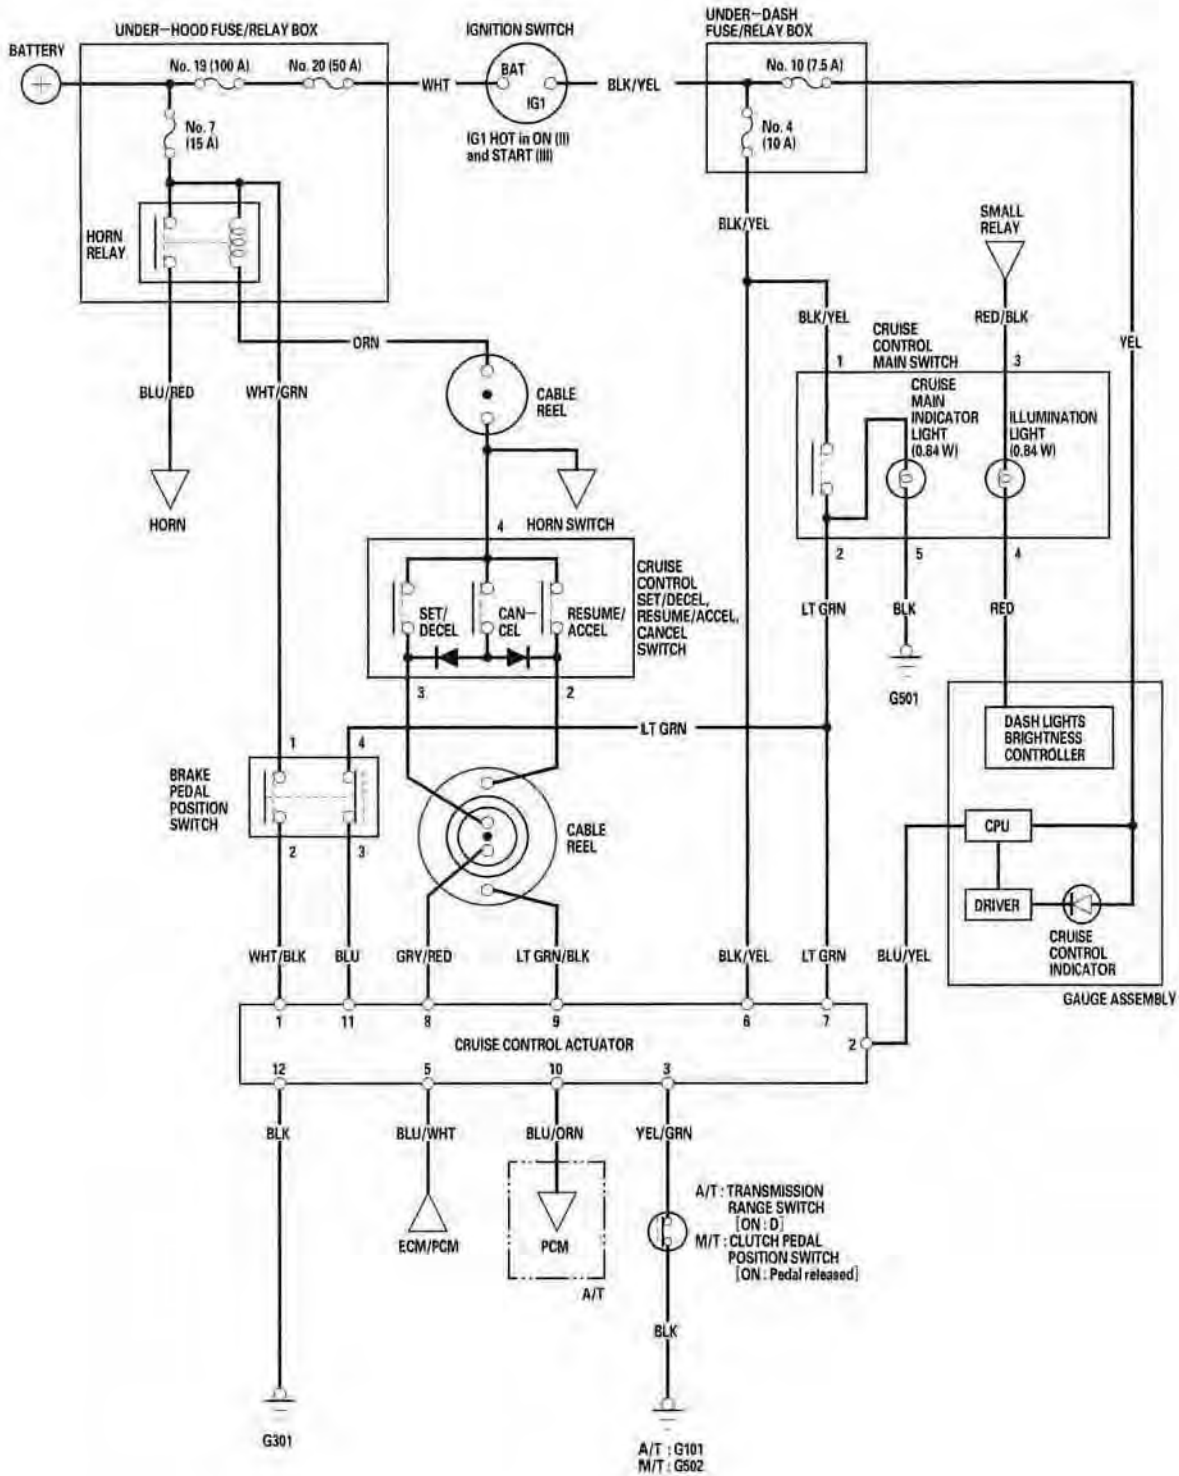 UNDER-HOOD FUSE/RELAY BOX
IGNITION SWITCH
UNDER-DASH
FUSE/RELAY BOX
BATTERY
No. 19 (100 A)
No. 20 (50 A)
WHT
BAT
IG1
BLK/YEL
No. 10 (7.5 A)
No. 7
(15 A)
IG1 HOT in ON (II)
and START (III)
No. 4
(10 A)
HORN
RELAY
BLK/YEL
SMALL
RELAY
ORN
BLK/YEL
RED/BLK
YEL
CRUISE
CONTROL
MAIN SWITCH
1
3
BLU/RED
WHT/GRN
CABLE
REEL
CRUISE
MAIN
INDICATOR
LIGHT
(0.84 W)
ILLUMINATION
LIGHT
(0.84 W)
HORN
4
HORN SWITCH
2
5
4
SET/
DECEL
CAN-
CEL
RESUME/
ACCEL
CRUISE
CONTROL
SET/DECEL,
RESUME/ACCEL,
CANCEL
SWITCH
LT GRN
BLK
RED
3
2
G501
LT GRN
DASH LIGHTS
BRIGHTNESS
CONTROLLER
1
4
BRAKE
PEDAL
POSITION
SWITCH
2
3
CABLE
REEL
CPU
DRIVER
CRUISE
CONTROL
INDICATOR
WHT/BLK
BLU
GRY/RED
LT GRN/BLK
BLK/YEL
LT GRN
BLU/YEL
GAUGE ASSEMBLY
1
11
8
9
6
7
CRUISE CONTROL ACTUATOR
2
12
5
10
3
BLK
BLU/WHT
BLU/ORN
YEL/GRN
A/T : TRANSMISSION
RANGE SWITCH
[ON : D]
M/T : CLUTCH PEDAL
POSITION SWITCH
[ON : Pedal released]
ECM/PCM
PCM
A/T
BLK
G301
A/T : G101
M/T : G502